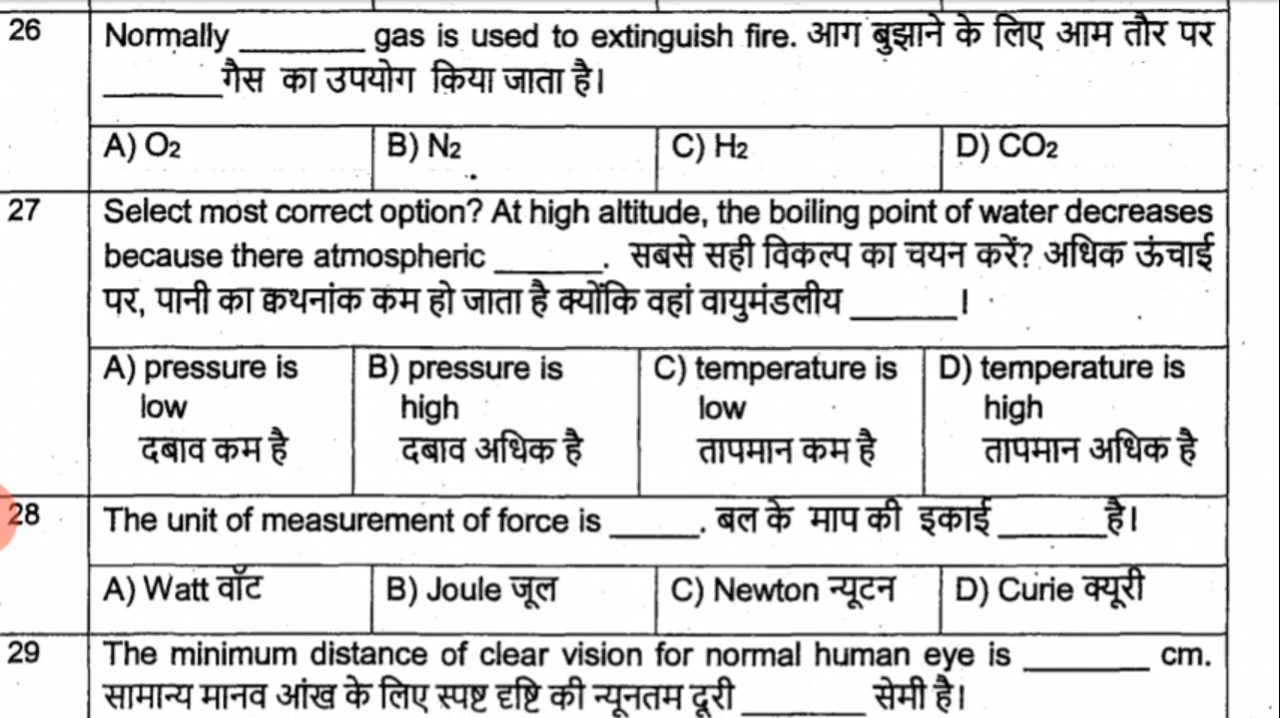 26 Normally ________ gas is used to extinguish fire. आग बुझाने के लिए आम तौर पर
________गैस का उपयोग किया जाता है।
A) O₂ B) N₂ C) H₂ D) CO₂
27 Select most correct option? At high altitude, the boiling point of water decreases
because there atmospheric _______. सबसे सही विकल्प का चयन करें? अधिक ऊंचाई
पर, पानी का क्वथनांक कम हो जाता है क्योंकि वहां वायुमंडलीय _______।
A) pressure is B) pressure is C) temperature is D) temperature is
low high low high
दबाव कम है दबाव अधिक है तापमान कम है तापमान अधिक है
28 The unit of measurement of force is ______. बल के माप की इकाई _______है।
A) Watt वॉट B) Joule जूल C) Newton न्यूटन D) Curie क्यूरी
29 The minimum distance of clear vision for normal human eye is ________ cm.
सामान्य मानव आंख के लिए स्पष्ट दृष्टि की न्यूनतम दूरी ________ सेमी है।